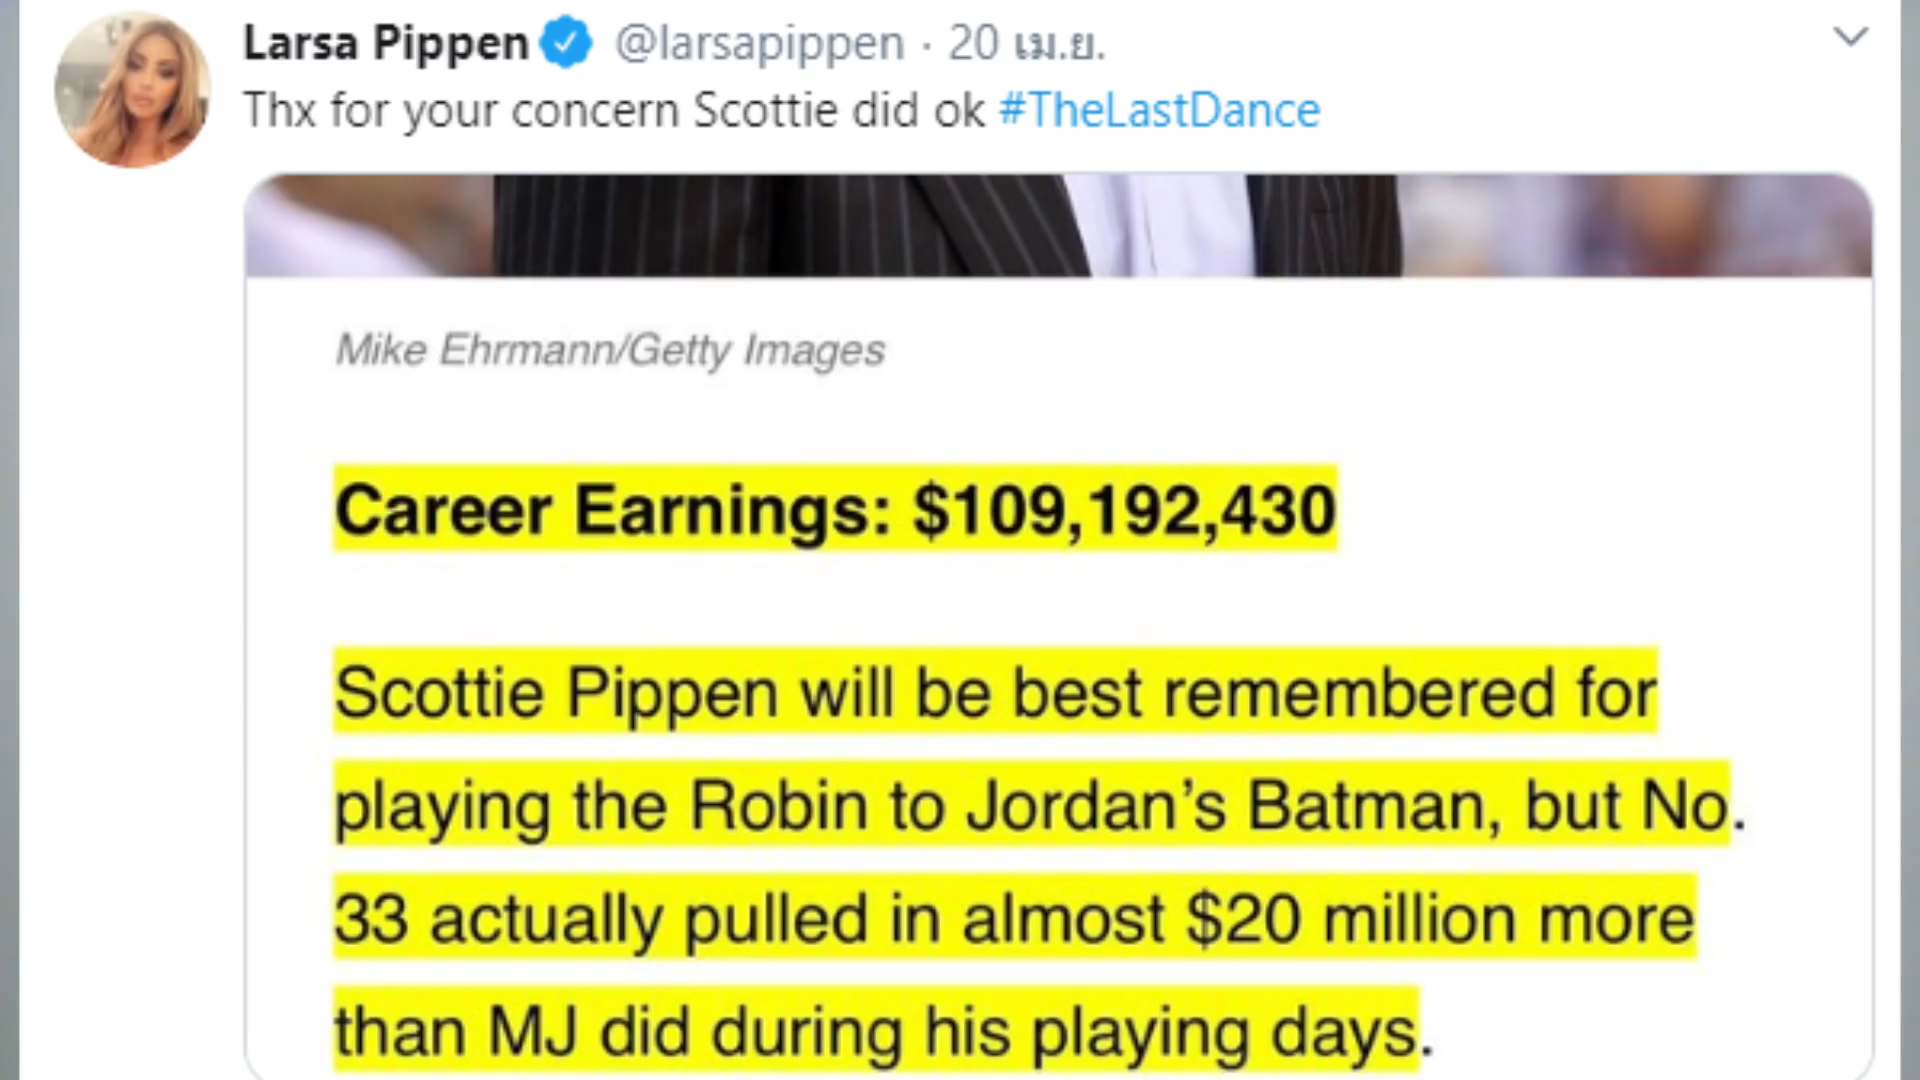 Larsa Pippen @larsapippen · 20 เม.ย.
Thx for your concern Scottie did ok #TheLastDance
Mike Ehrmann/Getty Images
Career Earnings: $109,192,430
Scottie Pippen will be best remembered for
playing the Robin to Jordan’s Batman, but No.
33 actually pulled in almost $20 million more
than MJ did during his playing days.